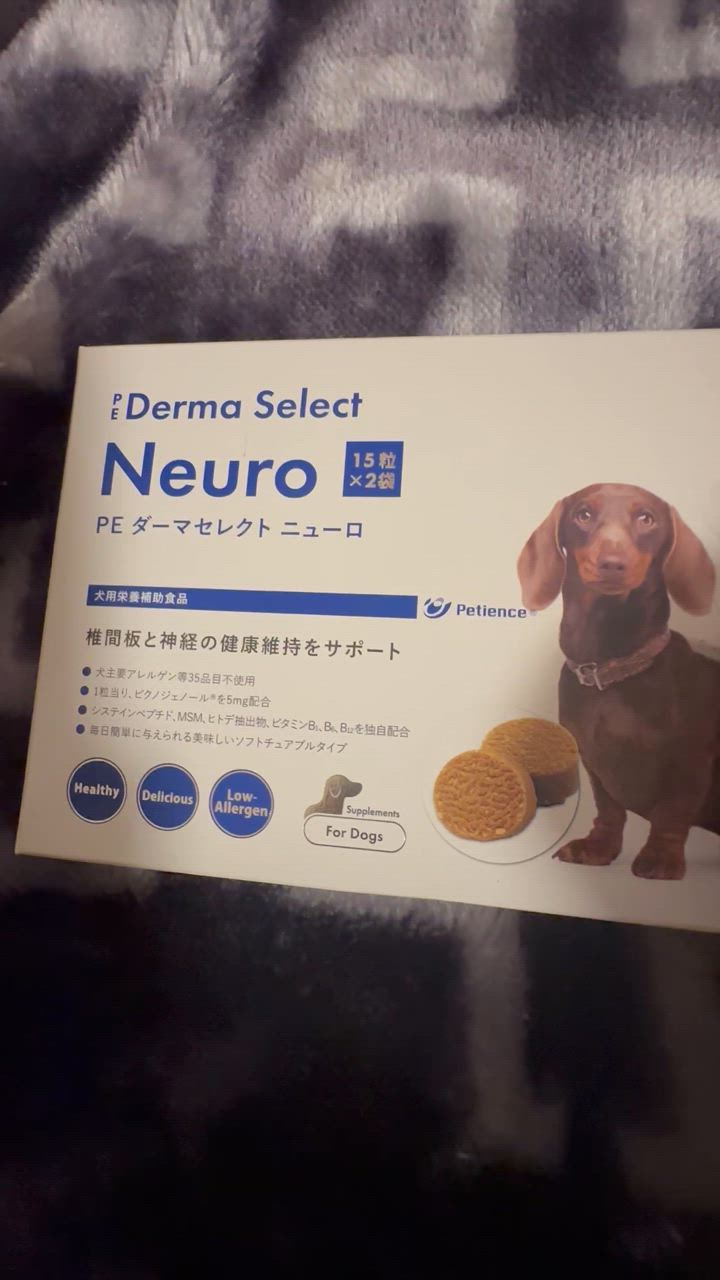 PE Derma Select
Neuro
15粒
×2袋
PE ダーマセレクト ニューロ
犬用栄養補助食品
Petience®
椎間板と神経の健康維持をサポート
● 犬主要アレルゲン等35品目不使用
● 1粒当り、ピクノジェノール®を5mg配合
● システインペプチド、MSM、ヒトデ抽出物、ビタミンB₁、B₆、B₁₂を独自配合
● 毎日簡単に与えられる美味しいソフトチュアブルタイプ
Healthy
Delicious
Low-
Allergen
Supplements
For Dogs